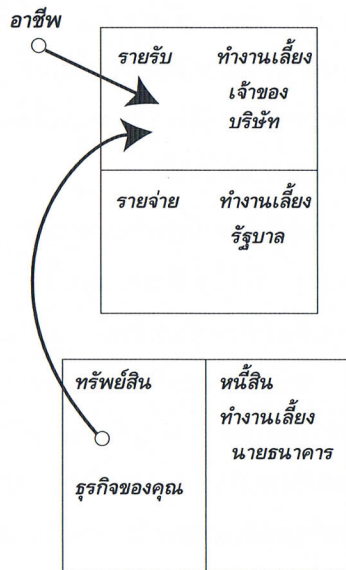 อาชีพ
รายรับ ทำงานเลี้ยง
เจ้าของ
บริษัท
รายจ่าย ทำงานเลี้ยง
รัฐบาล
ทรัพย์สิน
ธุรกิจของคุณ
หนี้สิน
ทำงานเลี้ยง
นายธนาคาร